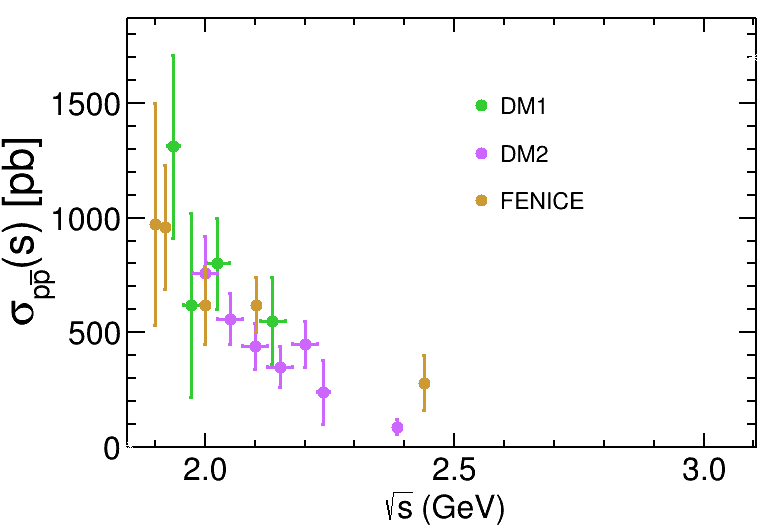 1500
1000
500
0
2.0 2.5 3.0
σpp̅(s) [pb]
√s (GeV)
DM1
DM2
FENICE